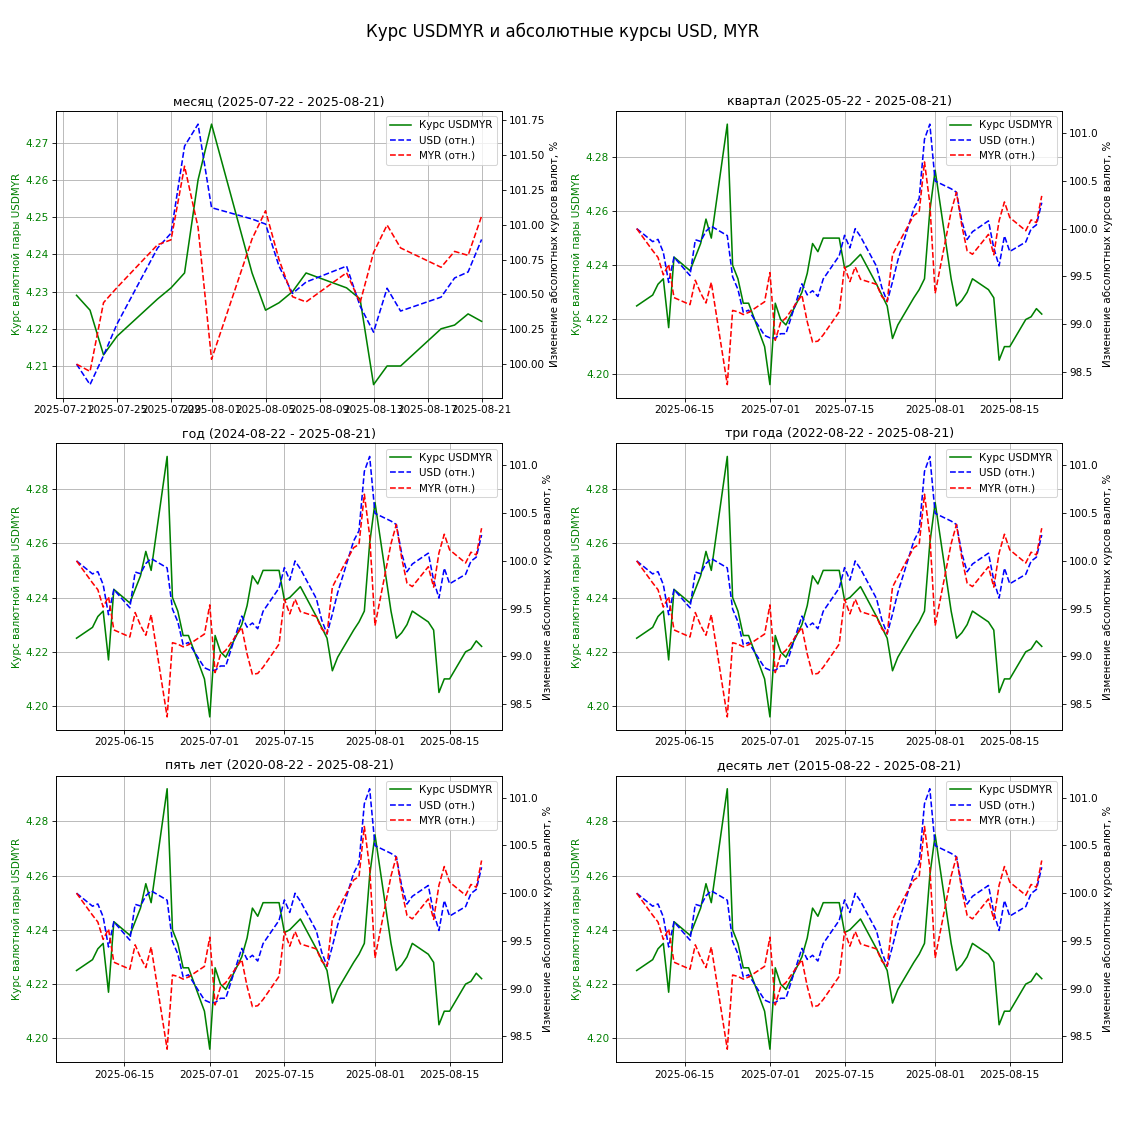 Курс USDMYR и абсолютные курсы USD, MYR
месяц (2025-07-22 - 2025-08-21)
Курс валютной пары USDMYR
4.27
4.26
4.25
4.24
4.23
4.22
4.21
Курс USDMYR
USD (отн.)
MYR (отн.)
101.75
101.50
101.25
101.00
100.75
100.50
100.25
100.00
Изменение абсолютных курсов валют, %
2025-07-21 2025-07-25 2025-07-29 2025-08-01 2025-08-05 2025-08-09 2025-08-13 2025-08-17 2025-08-21
квартал (2025-05-22 - 2025-08-21)
Курс валютной пары USDMYR
4.28
4.26
4.24
4.22
4.20
Курс USDMYR
USD (отн.)
MYR (отн.)
101.0
100.5
100.0
99.5
99.0
98.5
Изменение абсолютных курсов валют, %
2025-06-15 2025-07-01 2025-07-15 2025-08-01 2025-08-15
год (2024-08-22 - 2025-08-21)
Курс валютной пары USDMYR
4.28
4.26
4.24
4.22
4.20
Курс USDMYR
USD (отн.)
MYR (отн.)
101.0
100.5
100.0
99.5
99.0
98.5
Изменение абсолютных курсов валют, %
2025-06-15 2025-07-01 2025-07-15 2025-08-01 2025-08-15
три года (2022-08-22 - 2025-08-21)
Курс валютной пары USDMYR
4.28
4.26
4.24
4.22
4.20
Курс USDMYR
USD (отн.)
MYR (отн.)
101.0
100.5
100.0
99.5
99.0
98.5
Изменение абсолютных курсов валют, %
2025-06-15 2025-07-01 2025-07-15 2025-08-01 2025-08-15
пять лет (2020-08-22 - 2025-08-21)
Курс валютной пары USDMYR
4.28
4.26
4.24
4.22
4.20
Курс USDMYR
USD (отн.)
MYR (отн.)
101.0
100.5
100.0
99.5
99.0
98.5
Изменение абсолютных курсов валют, %
2025-06-15 2025-07-01 2025-07-15 2025-08-01 2025-08-15
десять лет (2015-08-22 - 2025-08-21)
Курс валютной пары USDMYR
4.28
4.26
4.24
4.22
4.20
Курс USDMYR
USD (отн.)
MYR (отн.)
101.0
100.5
100.0
99.5
99.0
98.5
Изменение абсолютных курсов валют, %
2025-06-15 2025-07-01 2025-07-15 2025-08-01 2025-08-15